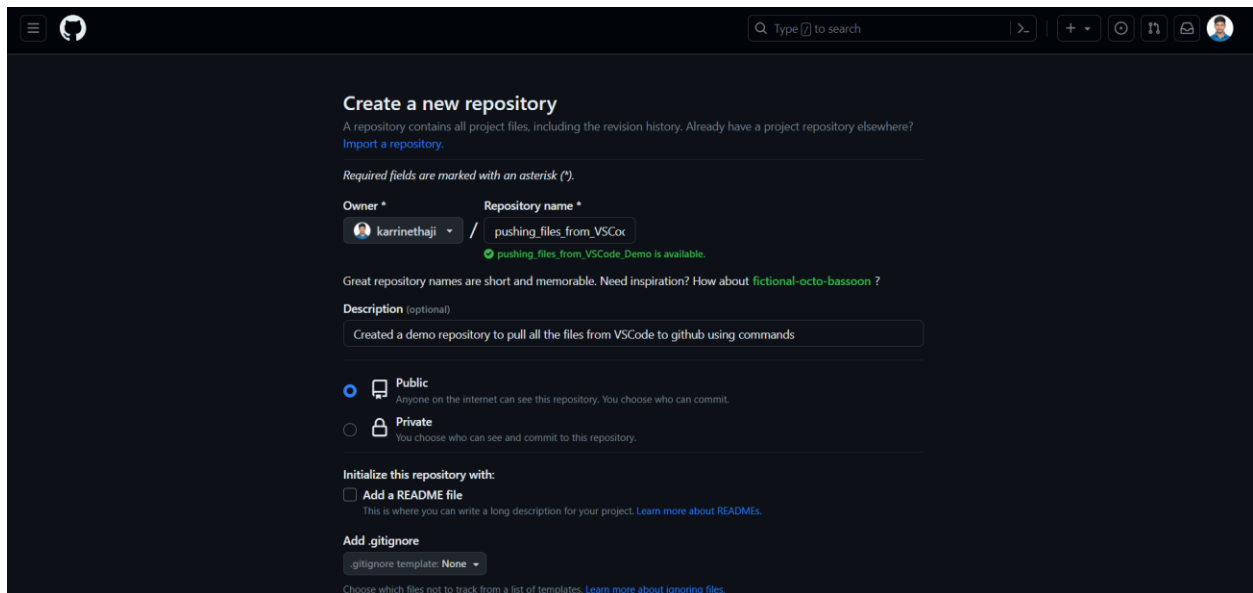 Type / to search
Create a new repository
A repository contains all project files, including the revision history. Already have a project repository elsewhere?
Import a repository.
Required fields are marked with an asterisk (*).
Owner * Repository name *
karrinethaji / pushing_files_from_VSCoc
pushing_files_from_VSCode_Demo is available.
Great repository names are short and memorable. Need inspiration? How about fictional-octo-bassoon ?
Description (optional)
Created a demo repository to pull all the files from VSCode to github using commands
Public
Anyone on the internet can see this repository. You choose who can commit.
Private
You choose who can see and commit to this repository.
Initialize this repository with:
Add a README file
This is where you can write a long description for your project. Learn more about READMEs.
Add .gitignore
.gitignore template: None
Choose which files not to track from a list of templates. Learn more about ignoring files.